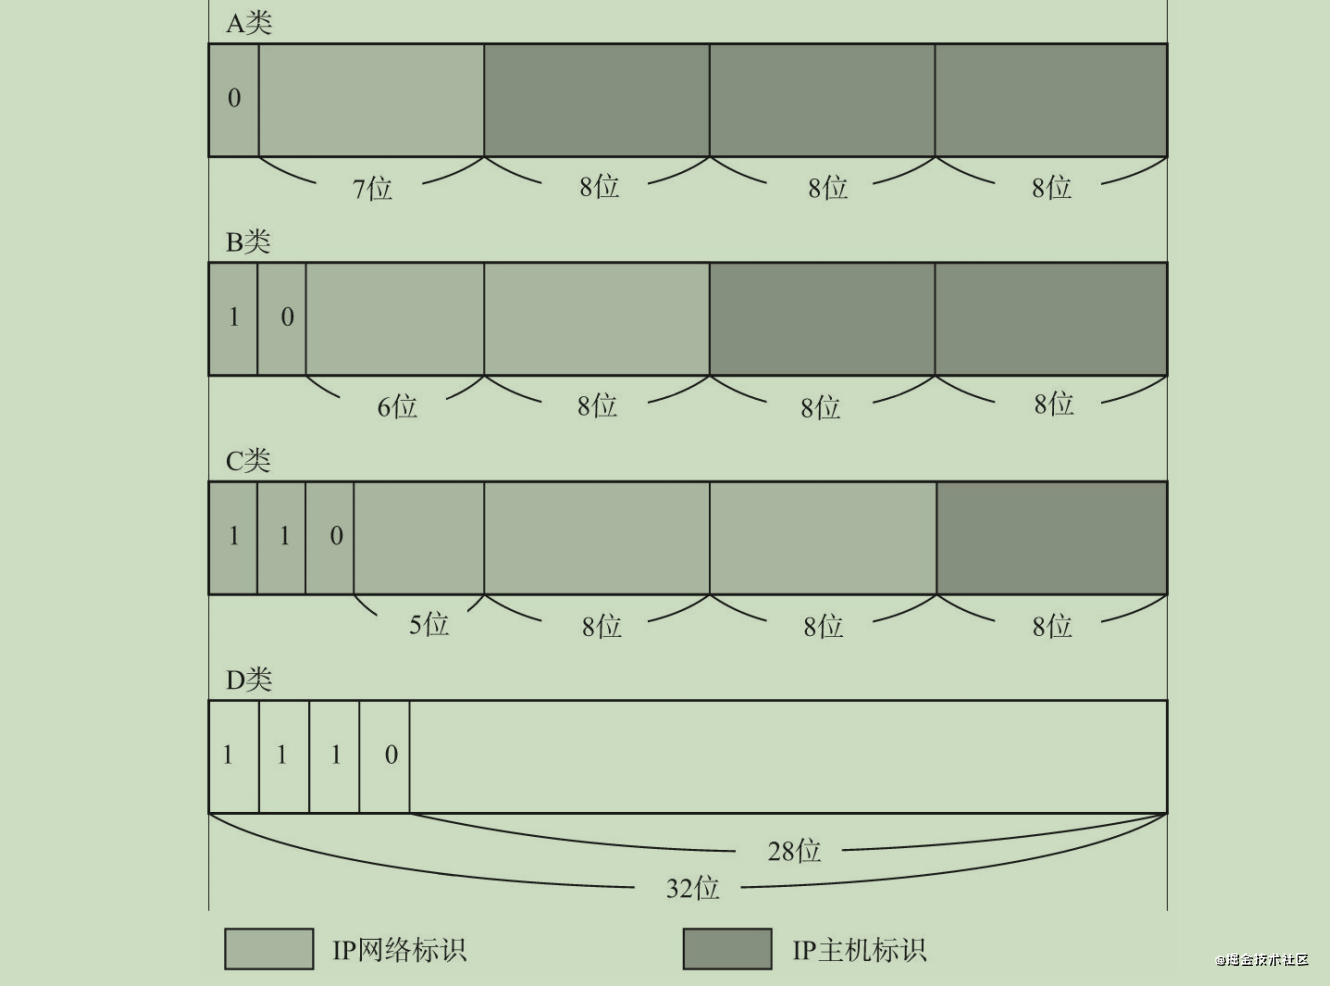 A类
0
7位 8位 8位 8位
B类
1 0
6位 8位 8位 8位
C类
1 1 0
5位 8位 8位 8位
D类
1 1 1 0
28位
32位
IP网络标识 IP主机标识
@掘金技术社区